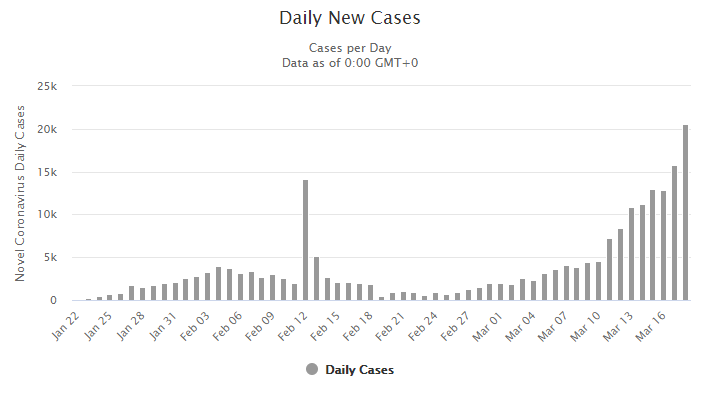 Daily New Cases
Cases per Day
Data as of 0:00 GMT+0
Novel Coronavirus Daily Cases
25k
20k
15k
10k
5k
0
Jan 22
Jan 25
Jan 28
Jan 31
Feb 03
Feb 06
Feb 09
Feb 12
Feb 15
Feb 18
Feb 21
Feb 24
Feb 27
Mar 01
Mar 04
Mar 07
Mar 10
Mar 13
Mar 16
Daily Cases